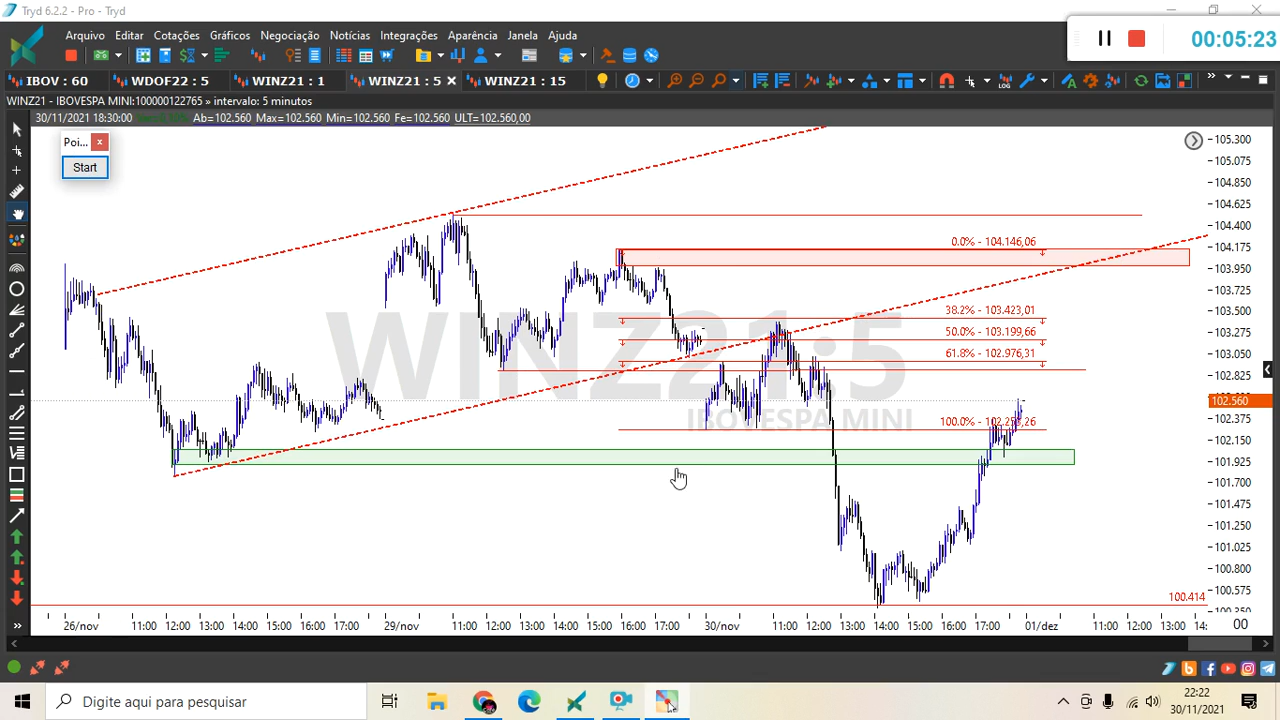 Tryd 6.2.2 - Pro - Tryd
Arquivo Editar Cotações Gráficos Negociação Notícias Integrações Aparência Janela Ajuda
00:05:23
IBOV : 60 WDOF22 : 5 WINZ21 : 1 WINZ21 : 5 WINZ21 : 15
LOG
WINZ21 - IBOVESPA MINI:100000122765 » intervalo: 5 minutos
30/11/2021 18:30:00 Ab=102.560 Max=102.560 Min=102.560 Fe=102.560 ULT=102.560,00
Poi...
Start
105.300
105.075
104.850
104.625
104.400
0.0% - 104.146,06
104.175
103.950
103.725
38.2% - 103.423,01
103.500
50.0% - 103.199,66
103.275
61.8% - 102.976,31
103.050
WINZ21:5
102.825
102.560
IBOVESPA MINI
102.375
102.150
101.925
101.700
101.475
101.250
101.025
100.800
100.575
100.414
26/nov 11:00 12:00 13:00 14:00 15:00 16:00 17:00 29/nov 11:00 12:00 13:00 14:00 15:00 16:00 17:00 30/nov 11:00 12:00 13:00 14:00 15:00 16:00 17:00 01/dez 11:00 12:00 13:00 14: 00
Digite aqui para pesquisar
22:22
30/11/2021